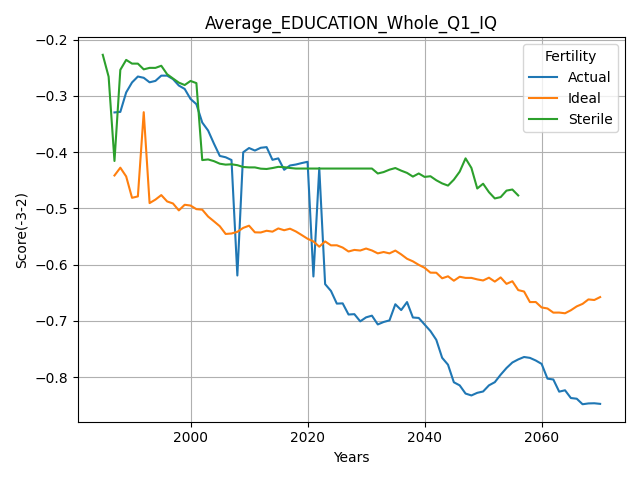 Average_EDUCATION_Whole_Q1_IQ
Score(-3-2)
−0.2
−0.3
−0.4
−0.5
−0.6
−0.7
−0.8
Fertility
Actual
Ideal
Sterile
2000 2020 2040 2060
Years